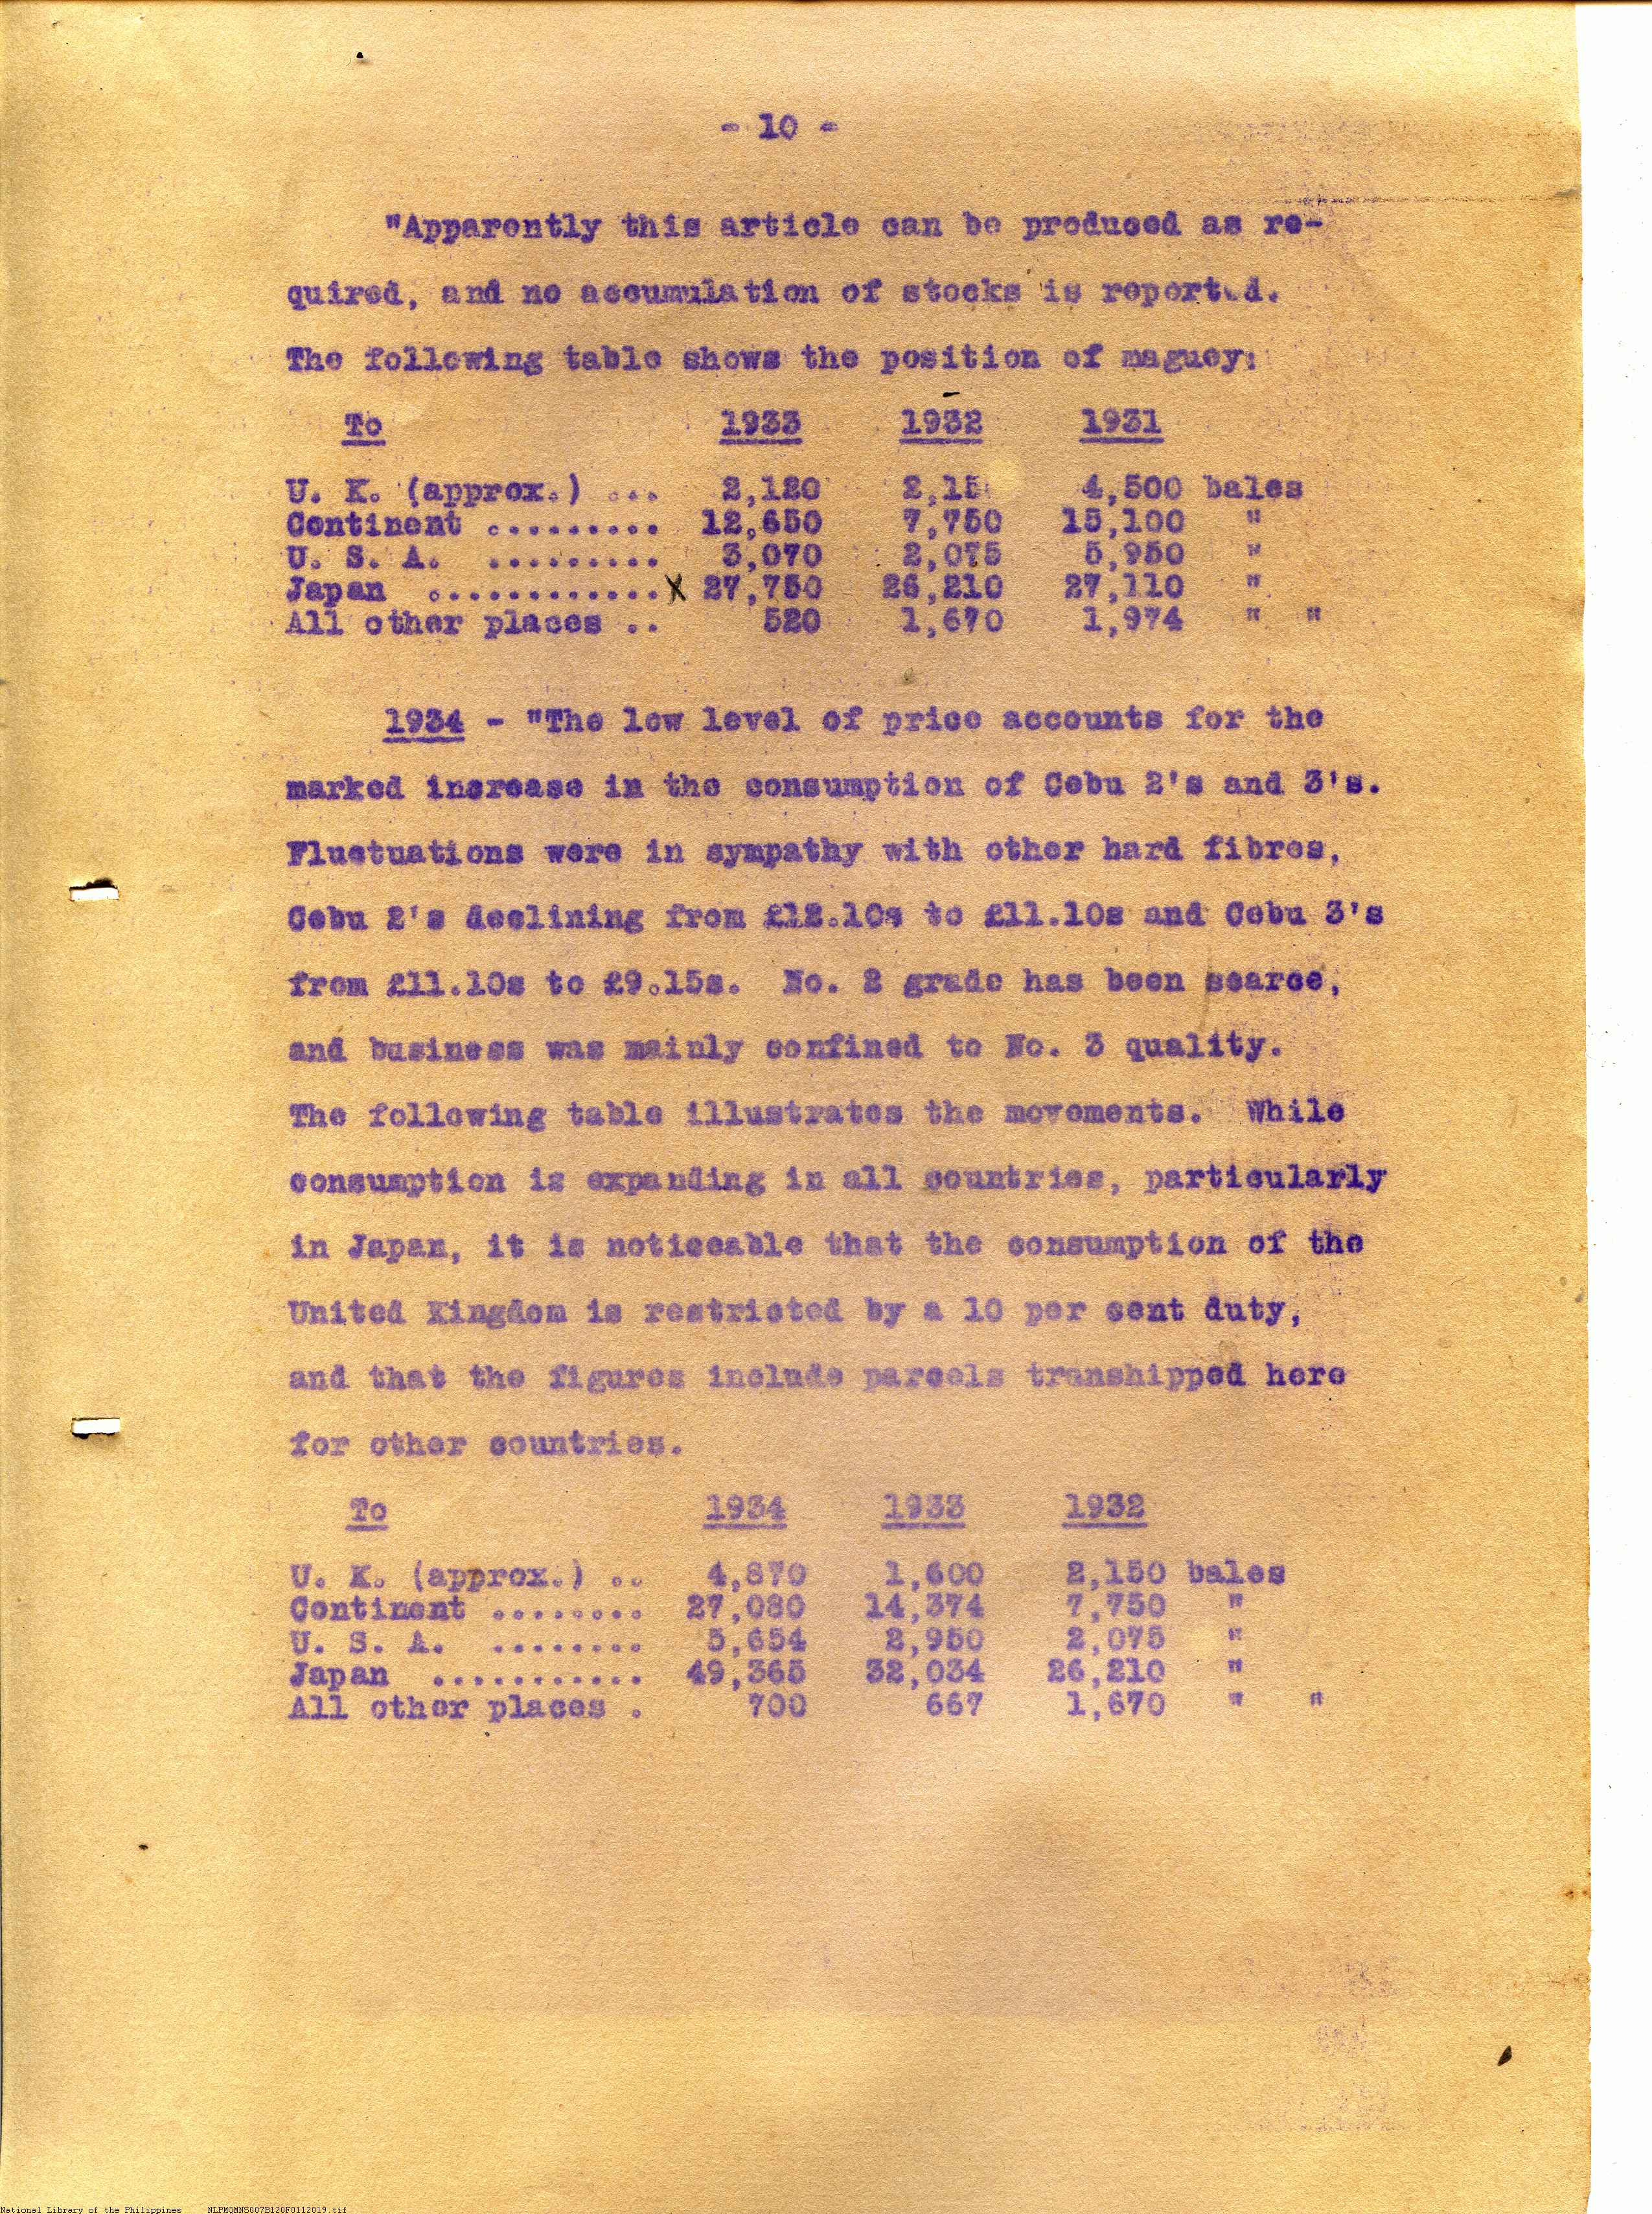 - 10 -
"Apparently this article can be produced as re-
quired, and no accumulation of stocks is reported.
The following table shows the position of maguey:
To 1933 1932 1931
U. K. (approx.) ... 2,120 2,15 4,500 bales
Continent ......... 12,650 7,750 15,100 "
U. S. A. ......... 3,070 2,075 5,950 "
Japan ............ X 27,750 26,210 27,110 "
All other places .. 520 1,670 1,974 " "
1934 - "The low level of price accounts for the
marked increase in the consumption of Cebu 2's and 3's.
Fluctuations were in sympathy with other hard fibres,
Cebu 2's declining from £12.10s to £11.10s and Cebu 3's
from £11.10s to £9.15s. No. 2 grade has been scarce,
and business was mainly confined to No. 3 quality.
The following table illustrates the movements. While
consumption is expanding in all countries, particularly
in Japan, it is noticeable that the consumption of the
United Kingdom is restricted by a 10 per cent duty,
and that the figures include parcels transhipped here
for other countries.
To 1934 1933 1932
U. K. (approx.) .. 4,870 1,600 2,150 bales
Continent ........ 27,080 14,374 7,750 "
U. S. A. ........ 5,654 2,950 2,075 "
Japan ........... 49,365 32,034 26,210 "
All other places . 700 667 1,670 " "
National Library of the Philippines NLPMQMNS007B120F0112019.tif